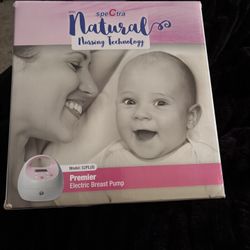 speCtra
Natural
Nursing Technology
Model: S2PLUS
Premier
Electric Breast Pump